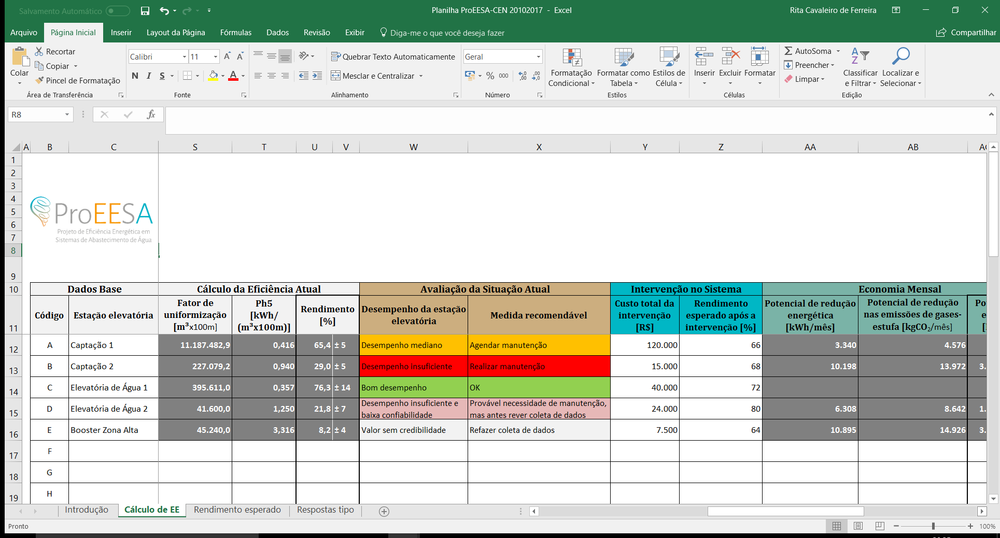 Salvamento Automático
Planilha ProEESA-CEN 20102017 - Excel
Rita Cavaleiro de Ferreira
Arquivo Página Inicial Inserir Layout da Página Fórmulas Dados Revisão Exibir Diga-me o que você deseja fazer
Compartilhar
Colar
Recortar
Copiar
Pincel de Formatação
Área de Transferência
Calibri 11
N I S
Fonte
Quebrar Texto Automaticamente
Mesclar e Centralizar
Alinhamento
Geral
% 000
Número
Formatação Condicional
Formatar como Tabela
Estilos de Célula
Estilos
Inserir Excluir Formatar
Células
AutoSoma
Preencher
Limpar
Classificar e Filtrar
Localizar e Selecionar
Edição
R8
fx
A B C S T U V W X Y Z AA AB
1
2
3
4
5
6
7
8
9
ProEESA
Projeto de Eficiência Energética em
Sistemas de Abastecimento de Água
10 Dados Base Cálculo da Eficiência Atual Avaliação da Situação Atual Intervenção no Sistema Economia Mensal
11 Código Estação elevatória Fator de uniformização [m³x100m] Ph5 [kWh/(m³x100m)] Rendimento [%] Desempenho da estação elevatória Medida recomendável Custo total da intervenção [R$] Rendimento esperado após a intervenção [%] Potencial de redução energética [kWh/mês] Potencial de redução nas emissões de gases-estufa [kgCO₂/mês]
12 A Captação 1 11.187.482,9 0,416 65,4 ± 5 Desempenho mediano Agendar manutenção 120.000 66 3.340 4.576
13 B Captação 2 227.079,2 0,940 29,0 ± 5 Desempenho insuficiente Realizar manutenção 15.000 68 10.198 13.972 3.
14 C Elevatória de Água 1 395.611,0 0,357 76,3 ± 14 Bom desempenho OK 40.000 72
15 D Elevatória de Água 2 41.600,0 1,250 21,8 ± 7 Desempenho insuficiente e baixa confiabilidade Provável necessidade de manutenção, mas antes rever coleta de dados 24.000 80 6.308 8.642 1.
16 E Booster Zona Alta 45.240,0 3,316 8,2 ± 4 Valor sem credibilidade Refazer coleta de dados 7.500 64 10.895 14.926 3.
17 F
18 G
19 H
Introdução Cálculo de EE Rendimento esperado Respostas tipo
Pronto
100%